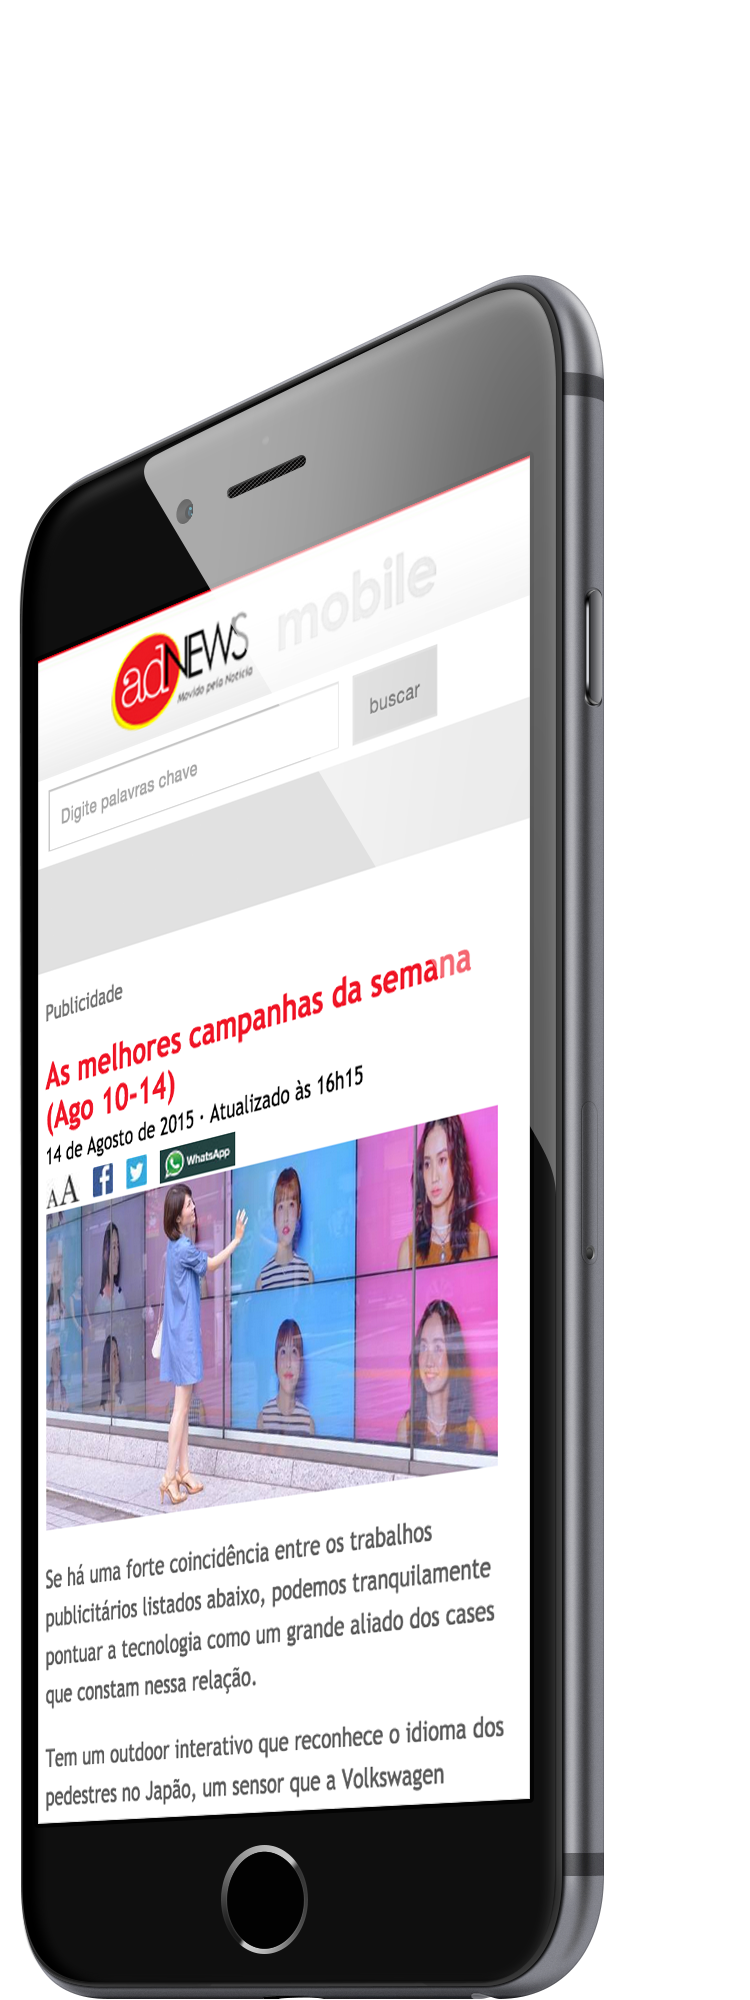 adNEWS mobile
Movido pela Notícia
Digite palavras chave
buscar
Publicidade
As melhores campanhas da semana
(Ago 10-14)
14 de Agosto de 2015 · Atualizado às 16h15
AA
WhatsApp
Se há uma forte coincidência entre os trabalhos
publicitários listados abaixo, podemos tranquilamente
pontuar a tecnologia como um grande aliado dos cases
que constam nessa relação.
Tem um outdoor interativo que reconhece o idioma dos
pedestres no Japão, um sensor que a Volkswagen